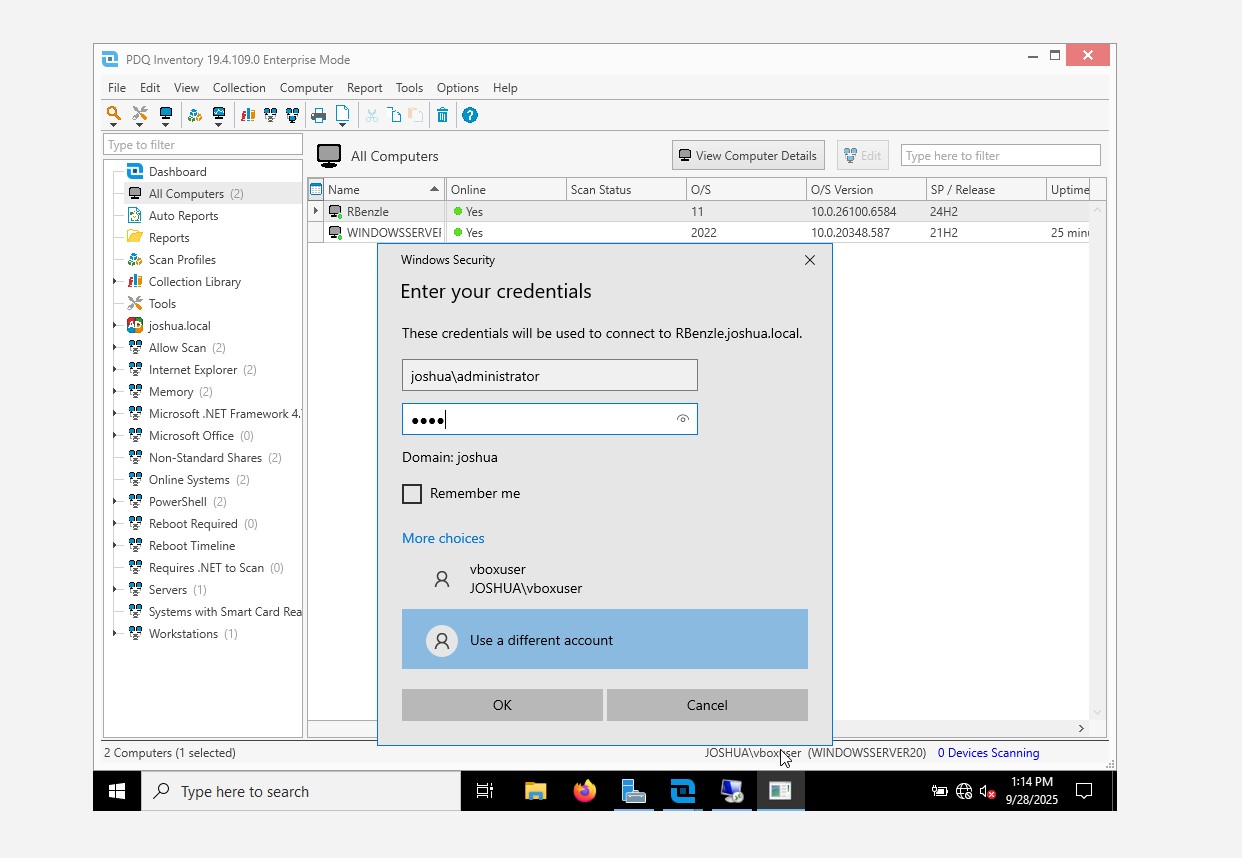 PDQ Inventory 19.4.109.0 Enterprise Mode
File Edit View Collection Computer Report Tools Options Help
Type to filter
Dashboard
All Computers (2)
Auto Reports
Reports
Scan Profiles
Collection Library
Tools
AD joshua.local
Allow Scan (2)
Internet Explorer (2)
Memory (2)
Microsoft .NET Framework 4.
Microsoft Office (0)
Non-Standard Shares (2)
Online Systems (2)
PowerShell (2)
Reboot Required (0)
Reboot Timeline
Requires .NET to Scan (0)
Servers (1)
Systems with Smart Card Rea
Workstations (1)
All Computers
View Computer Details
Edit
Type here to filter
Name Online Scan Status O/S O/S Version SP / Release Uptime
RBenzle Yes 11 10.0.26100.6584 24H2
WINDOWSSERVER Yes 2022 10.0.20348.587 21H2 25 min
Windows Security
Enter your credentials
These credentials will be used to connect to RBenzle.joshua.local.
joshua\administrator
••••
Domain: joshua
Remember me
More choices
vboxuser
JOSHUA\vboxuser
Use a different account
OK Cancel
2 Computers (1 selected)
JOSHUA\vboxuser (WINDOWSSERVER20) 0 Devices Scanning
Type here to search
1:14 PM
9/28/2025